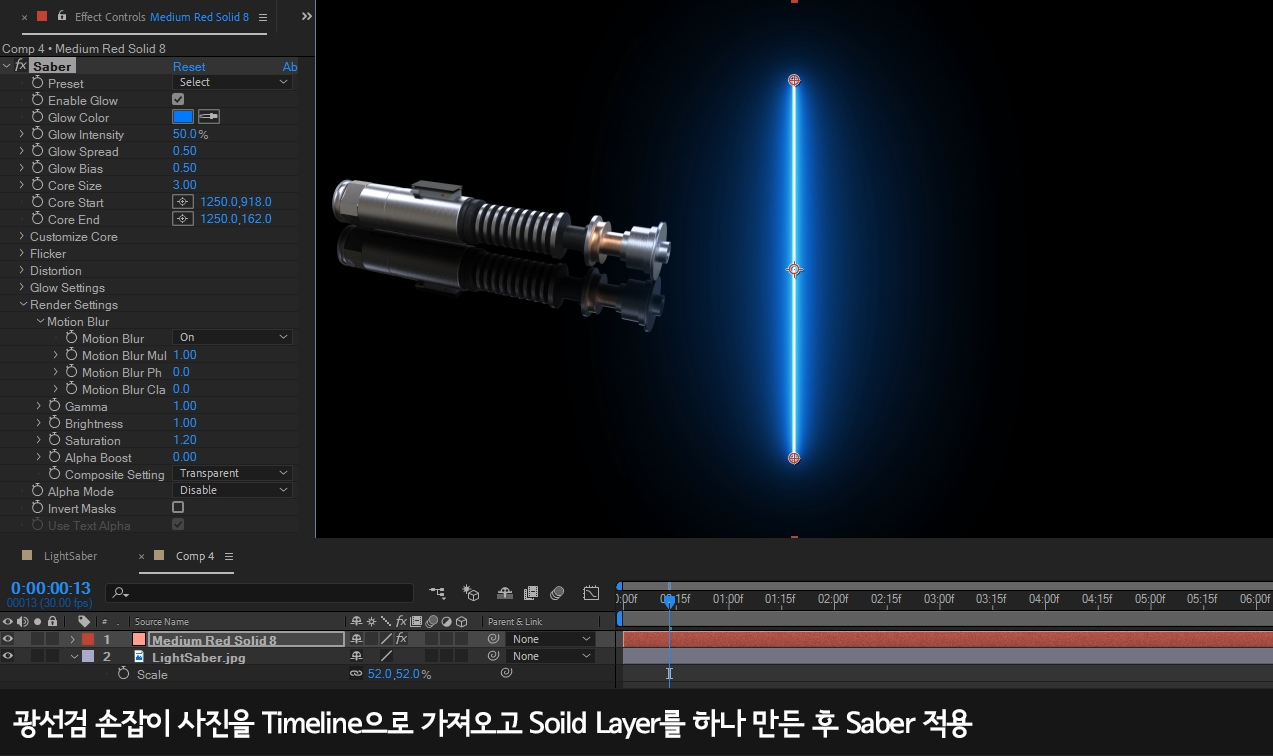 × Effect Controls Medium Red Solid 8 ≡ »
Comp 4 • Medium Red Solid 8
fx Saber Reset Ab
Preset Select
Enable Glow
Glow Color
Glow Intensity 50.0%
Glow Spread 0.50
Glow Bias 0.50
Core Size 3.00
Core Start 1250.0,918.0
Core End 1250.0,162.0
Customize Core
Flicker
Distortion
Glow Settings
Render Settings
Motion Blur
Motion Blur On
Motion Blur Mul 1.00
Motion Blur Ph 0.0
Motion Blur Cla 0.0
Gamma 1.00
Brightness 1.00
Saturation 1.20
Alpha Boost 0.00
Composite Setting Transparent
Alpha Mode Disable
Invert Masks
Use Text Alpha
LightSaber × Comp 4 ≡
0:00:00:13
00013 (30.00 fps)
):00f 00:15f 01:00f 01:15f 02:00f 02:15f 03:00f 03:15f 04:00f 04:15f 05:00f 05:15f 06:00f
# . Source Name fx Parent & Link
1 Medium Red Solid 8 fx None
2 LightSaber.jpg None
Scale 52.0,52.0%
광선검 손잡이 사진을 Timeline으로 가져오고 Soild Layer를 하나 만든 후 Saber 적용